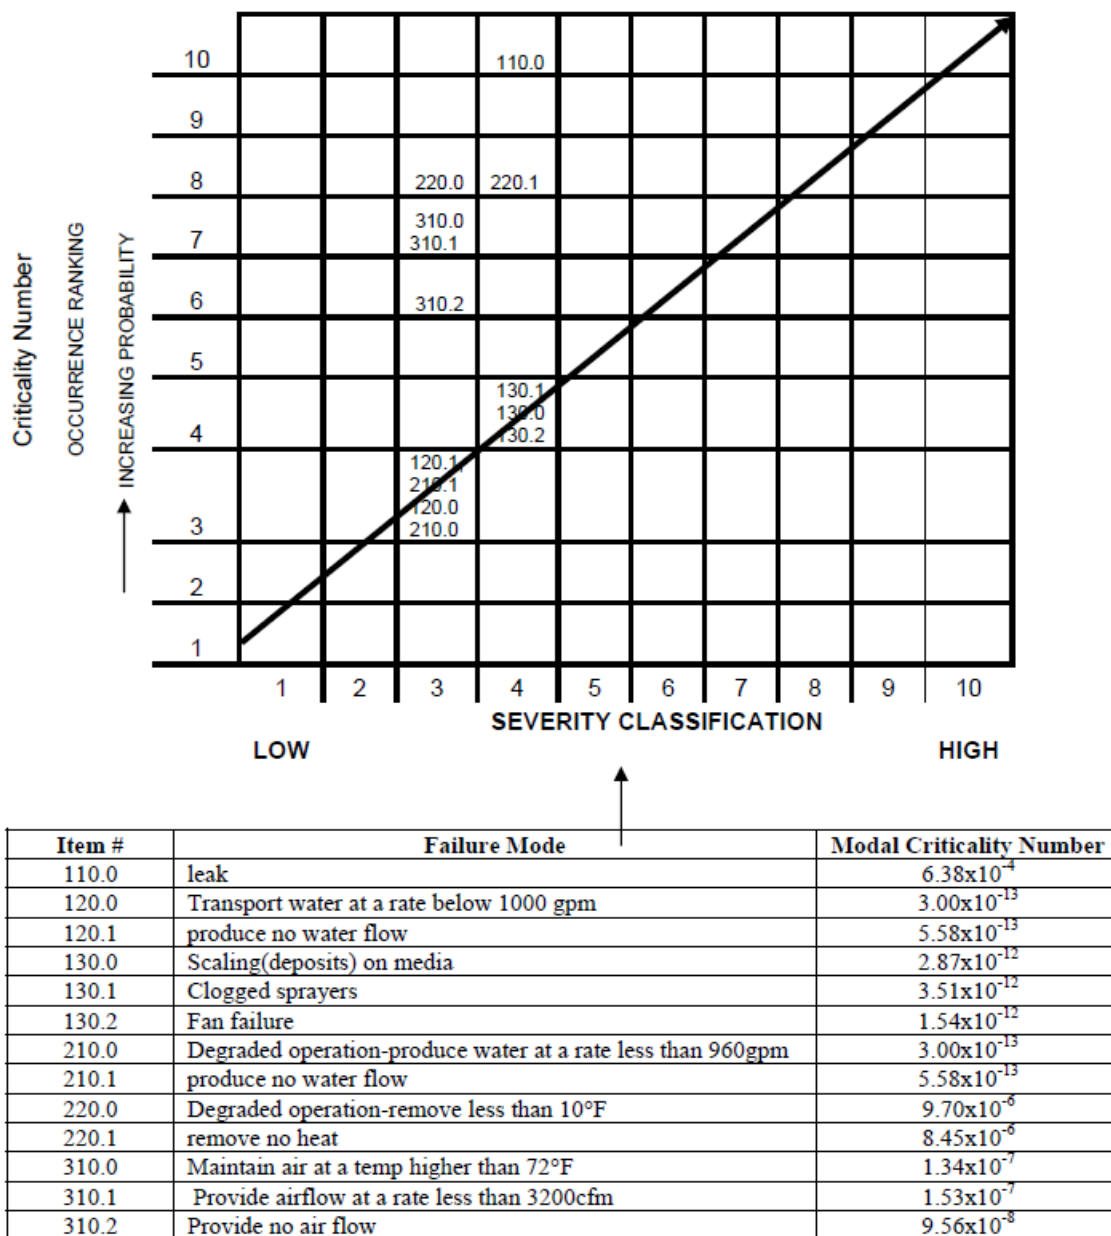 10
110.0
9
8
220.0 220.1
310.0
7
310.1
6
310.2
5
130.1
130.0
4
130.2
120.1,
210.1
120.0
3
210.0
2
1
Criticality Number
OCCURRENCE RANKING
INCREASING PROBABILITY
1 2 3 4 5 6 7 8 9 10
SEVERITY CLASSIFICATION
LOW HIGH
Item # Failure Mode Modal Criticality Number
110.0 leak 6.38x10⁻⁴
120.0 Transport water at a rate below 1000 gpm 3.00x10⁻¹³
120.1 produce no water flow 5.58x10⁻¹³
130.0 Scaling(deposits) on media 2.87x10⁻¹²
130.1 Clogged sprayers 3.51x10⁻¹²
130.2 Fan failure 1.54x10⁻¹²
210.0 Degraded operation-produce water at a rate less than 960gpm 3.00x10⁻¹³
210.1 produce no water flow 5.58x10⁻¹³
220.0 Degraded operation-remove less than 10°F 9.70x10⁻⁶
220.1 remove no heat 8.45x10⁻⁶
310.0 Maintain air at a temp higher than 72°F 1.34x10⁻⁷
310.1 Provide airflow at a rate less than 3200cfm 1.53x10⁻⁷
310.2 Provide no air flow 9.56x10⁻⁸